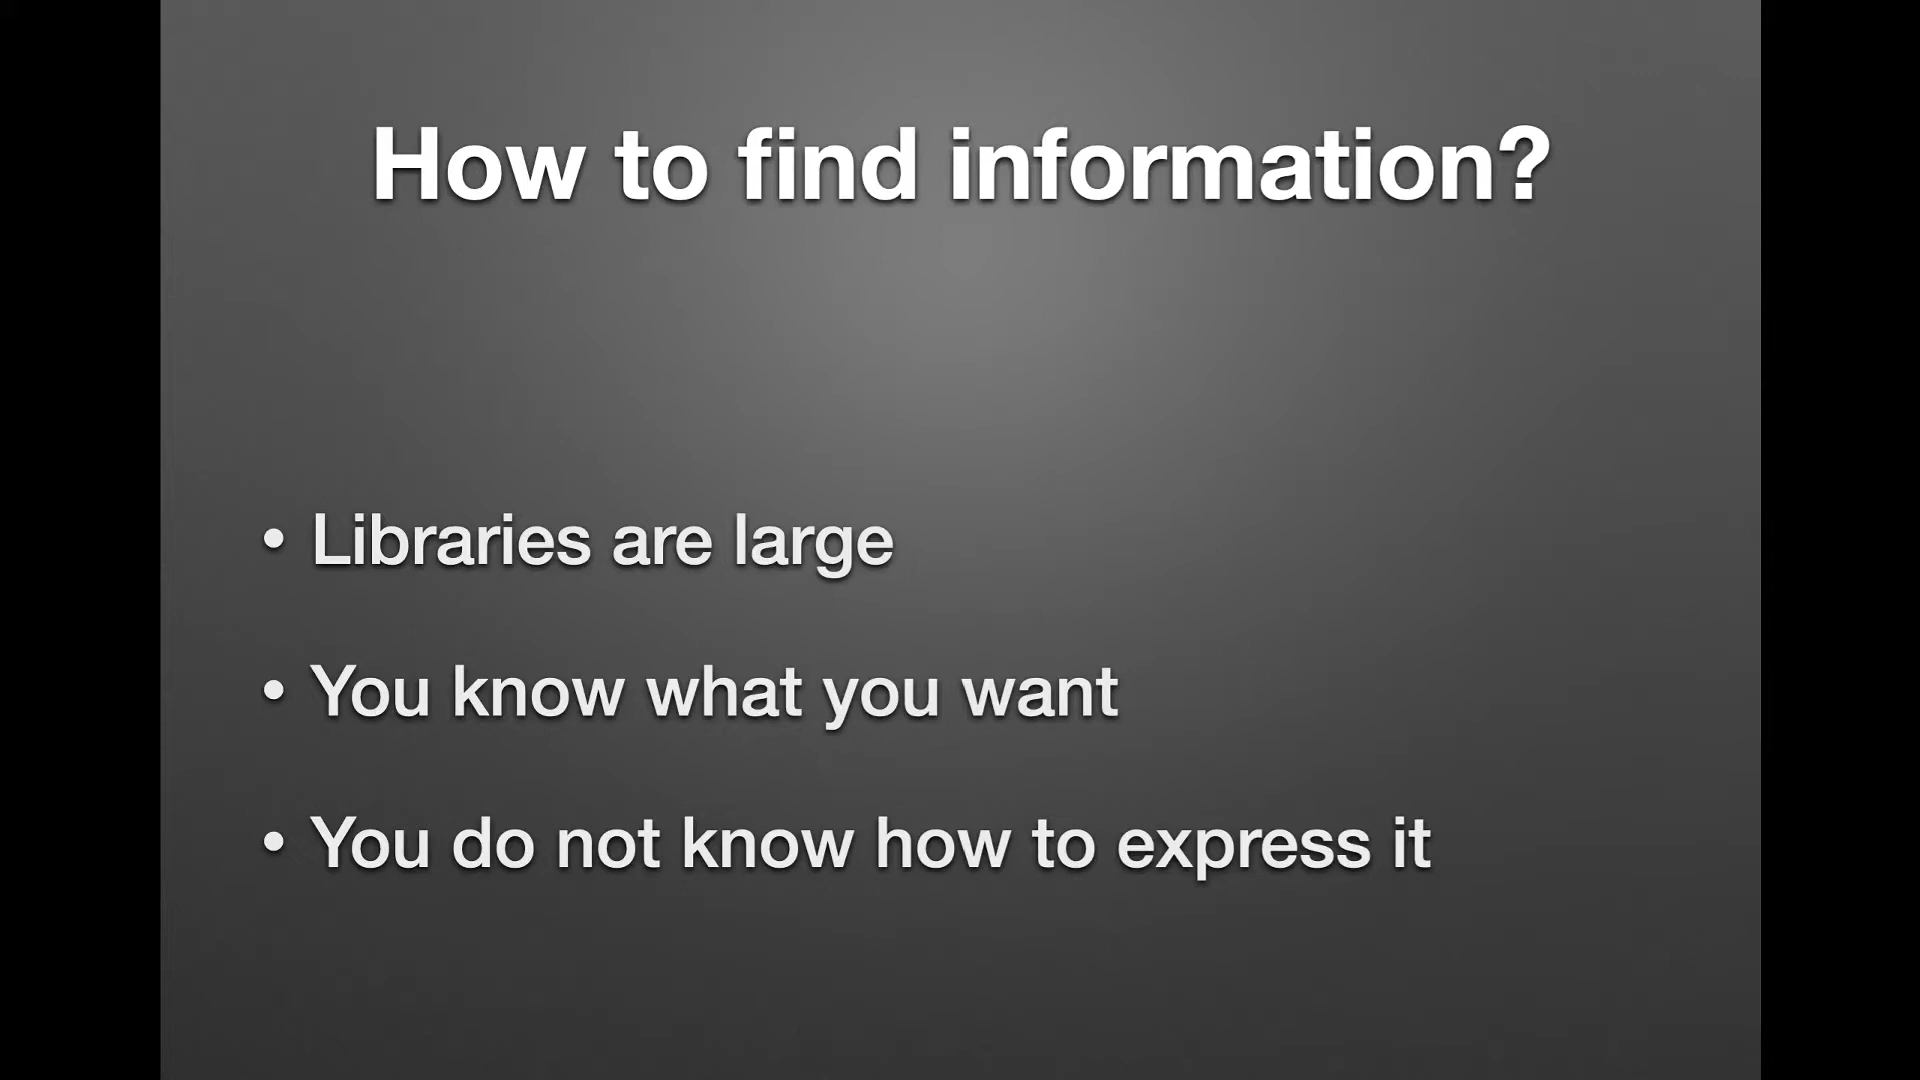 How to find information?
• Libraries are large
• You know what you want
• You do not know how to express it